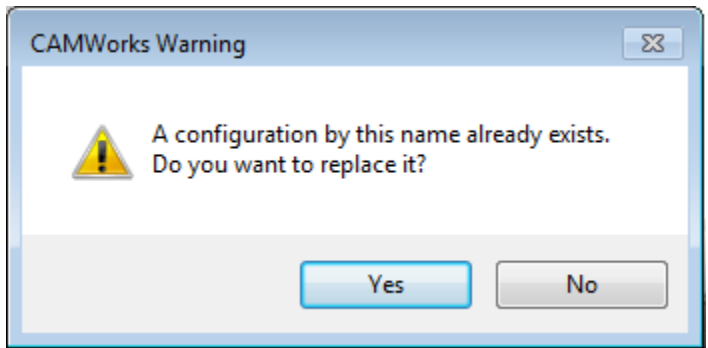 CAMWorks Warning
A configuration by this name already exists.
Do you want to replace it?
Yes
No